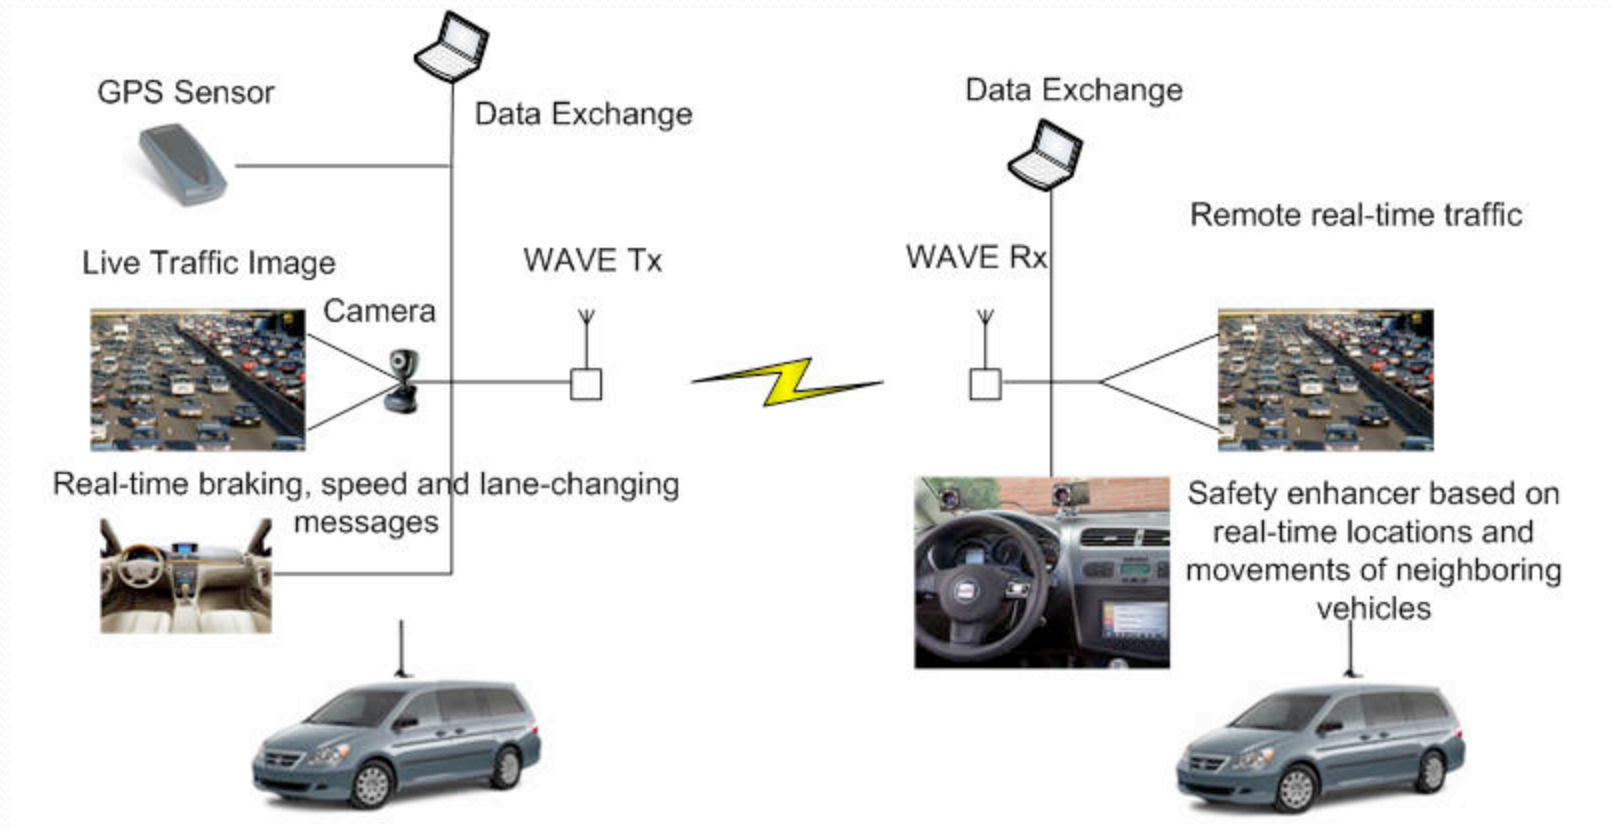 GPS Sensor
Data Exchange
Live Traffic Image
Camera
WAVE Tx
Real-time braking, speed and lane-changing
messages
Data Exchange
WAVE Rx
Remote real-time traffic
Safety enhancer based on
real-time locations and
movements of neighboring
vehicles